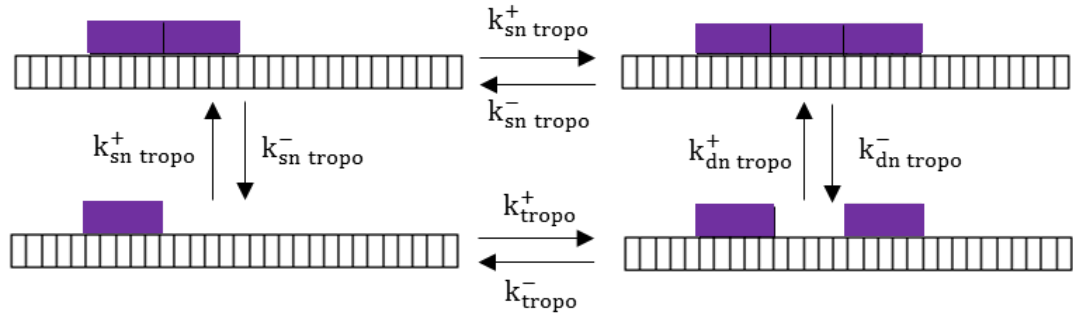 k⁺sn tropo
k⁻sn tropo
k⁺sn tropo k⁻sn tropo k⁺dn tropo k⁻dn tropo
k⁺tropo
k⁻tropo